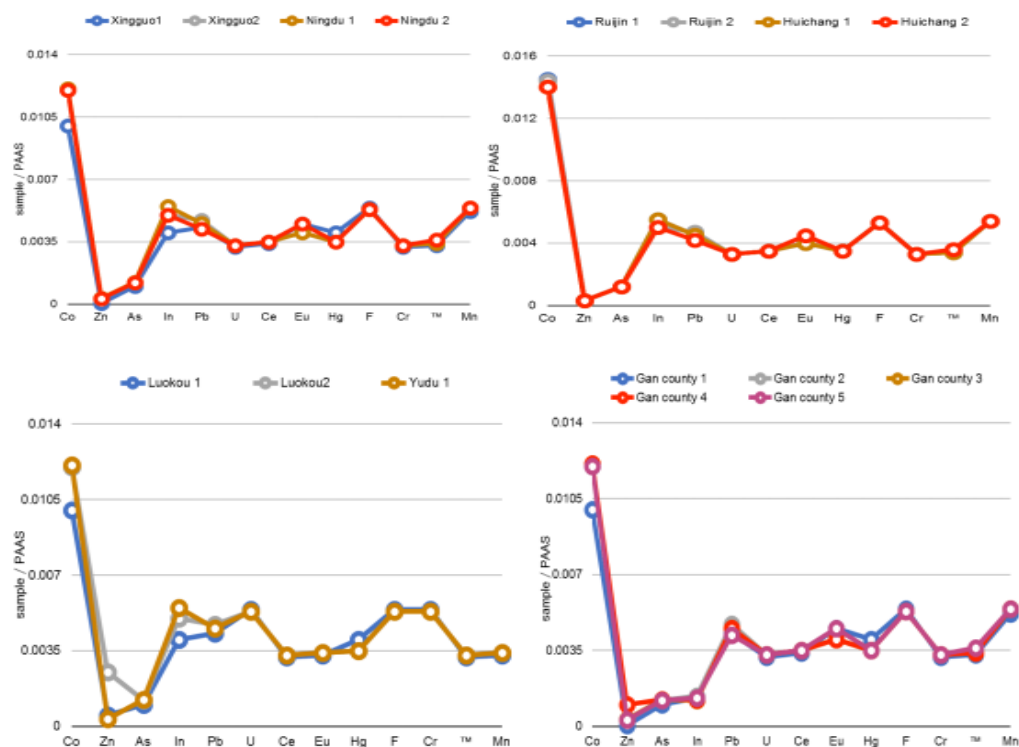 Xingguo1 Xingguo2 Ningdu 1 Ningdu 2
0.014
0.0105
0.007
0.0035
0
sample / PAAS
Co Zn As In Pb U Ce Eu Hg F Cr ™ Mn
Ruijin 1 Ruijin 2 Huichang 1 Huichang 2
0.016
0.012
0.008
0.004
0
sample / PAAS
Co Zn As In Pb U Ce Eu Hg F Cr ™ Mn
Luokou 1 Luokou2 Yudu 1
0.014
0.0105
0.007
0.0035
0
sample / PAAS
Co Zn As In Pb U Ce Eu Hg F Cr ™ Mn
Gan county 1 Gan county 2 Gan county 3
Gan county 4 Gan county 5
0.014
0.0105
0.007
0.0035
0
sample / PAAS
Co Zn As In Pb U Ce Eu Hg F Cr ™ Mn